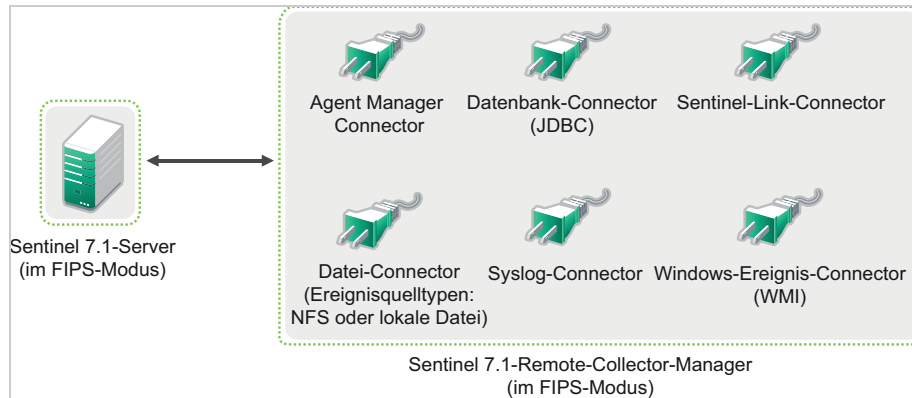 Agent Manager
Connector
Datenbank-Connector
(JDBC)
Sentinel-Link-Connector
Sentinel 7.1-Server
(im FIPS-Modus)
Datei-Connector
(Ereignisquelltypen:
NFS oder lokale Datei)
Syslog-Connector
Windows-Ereignis-Connector
(WMI)
Sentinel 7.1-Remote-Collector-Manager
(im FIPS-Modus)